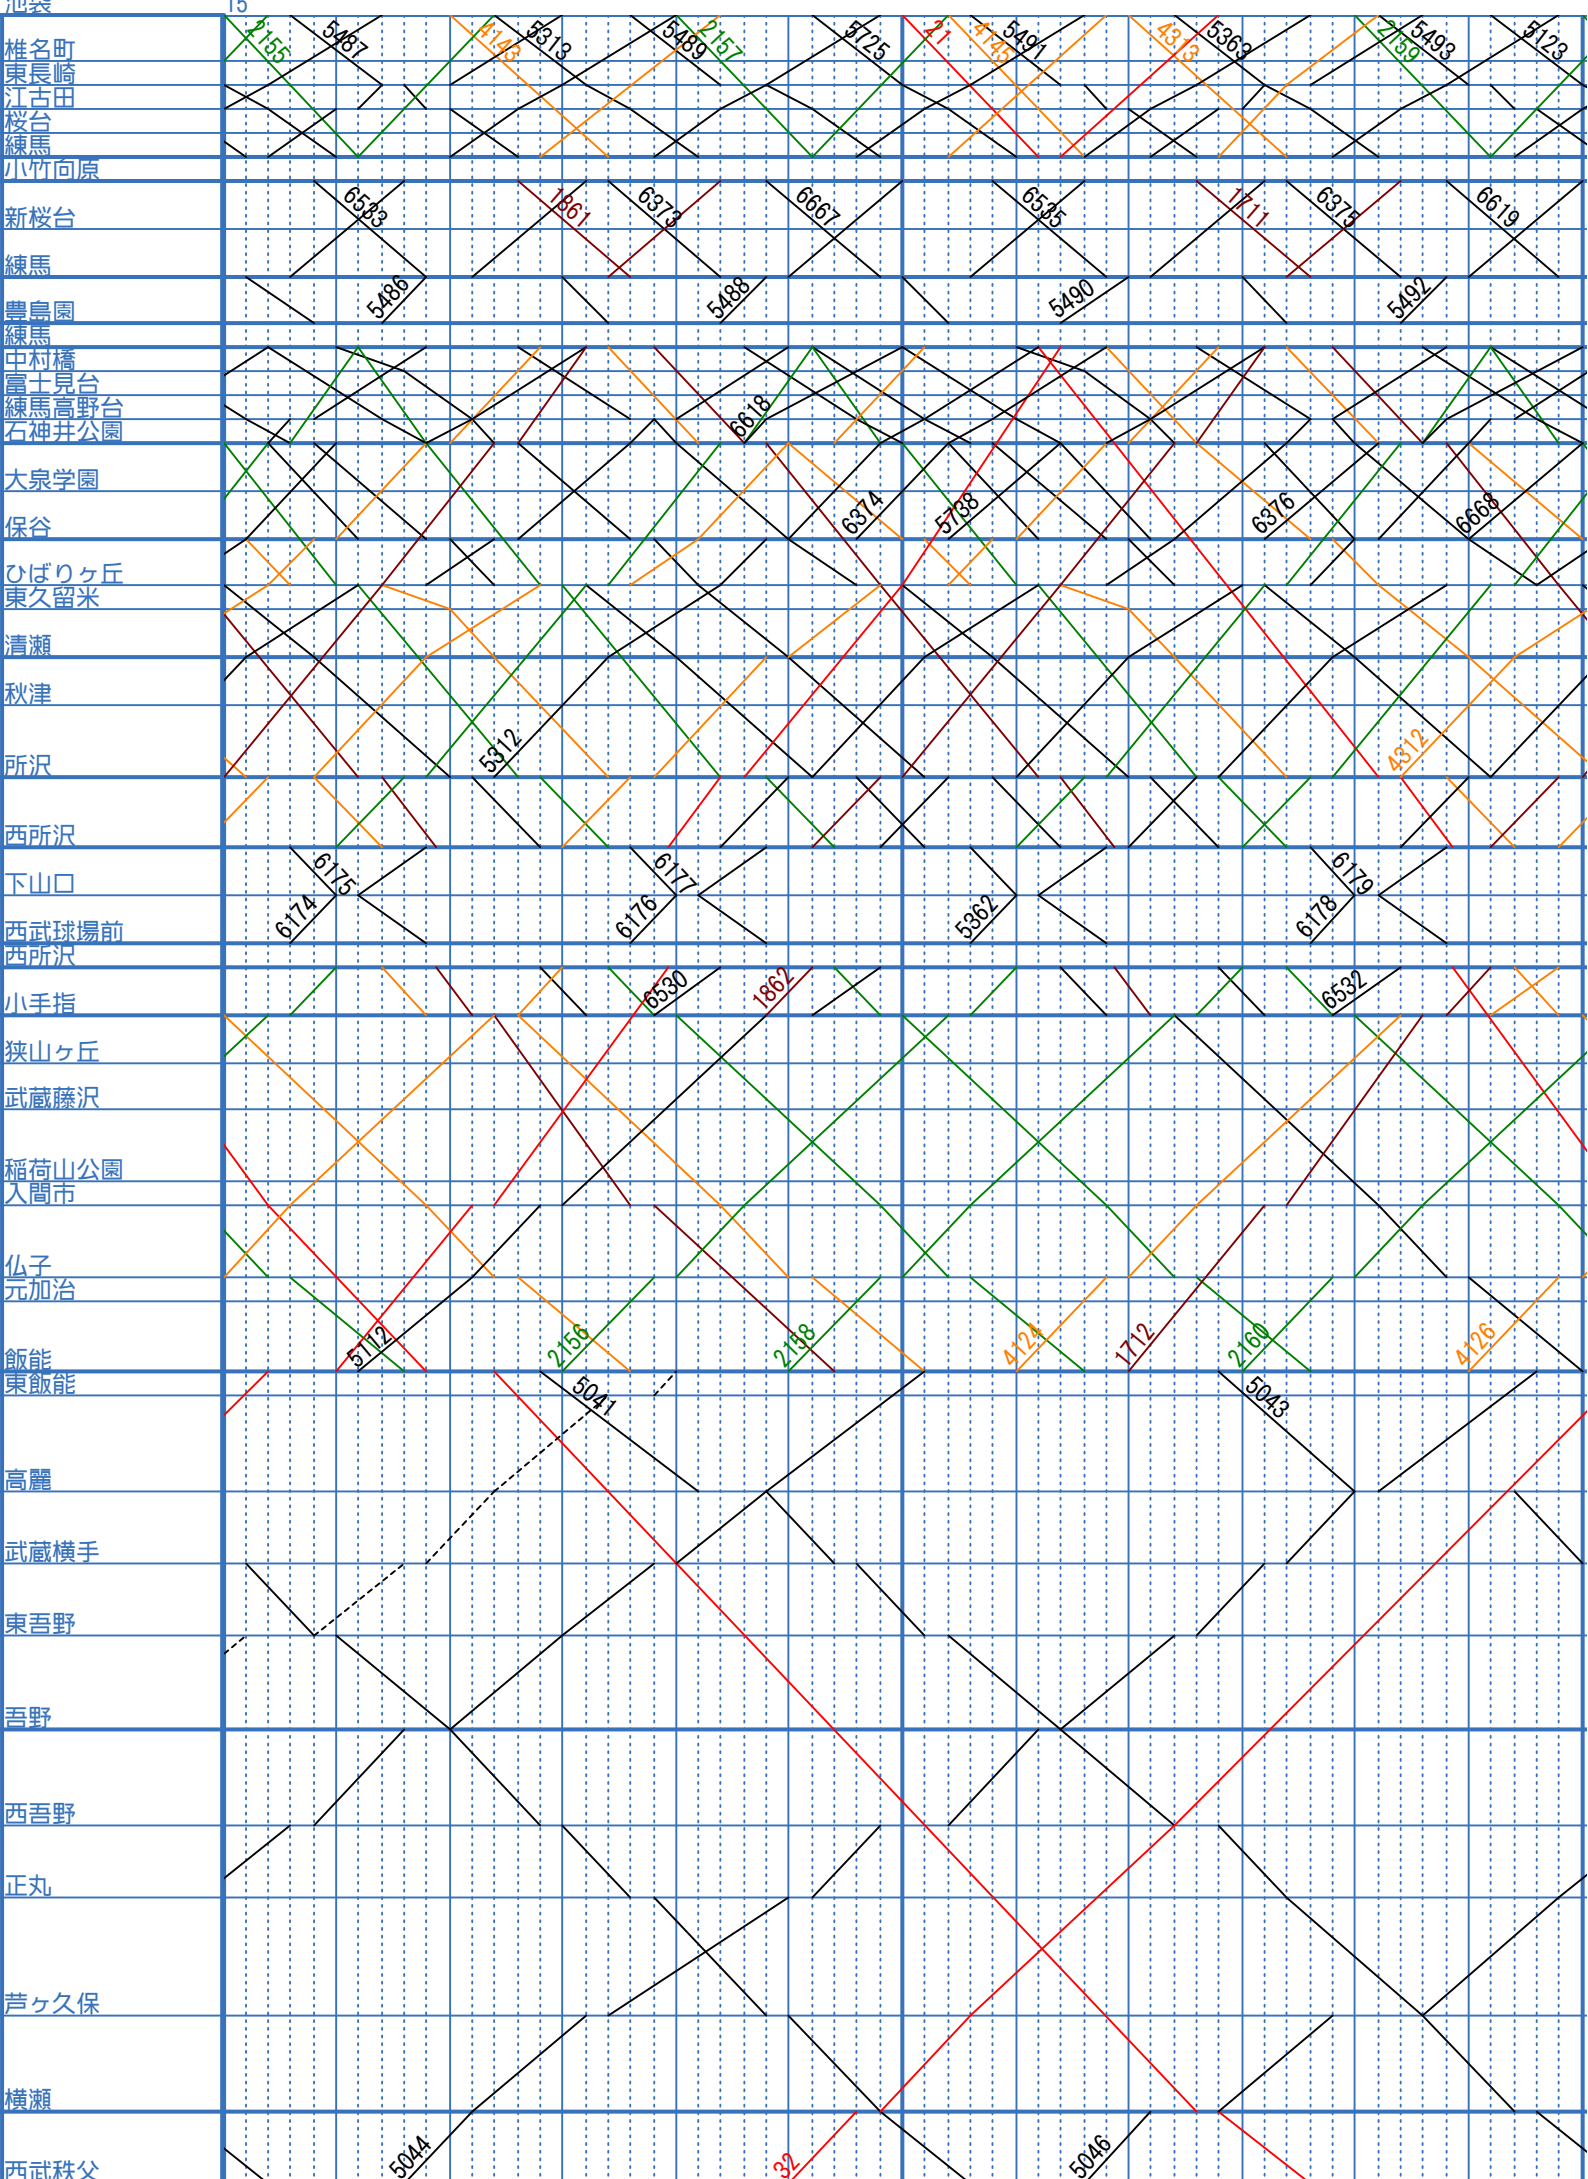 池袋 15
2155 5487 4143 5313 5489 2157 5725 21 4145 5491 4313 5363 2159 5493 5123
椎名町
東長崎
江古田
桜台
練馬
小竹向原
6533 1861 6373 6667 6535 1711 6375 6619
新桜台
練馬
5486 5488 5490 5492
豊島園
練馬
中村橋
富士見台
練馬高野台
6618
石神井公園
大泉学園
6374 5738 6376 6668
保谷
ひばりヶ丘
東久留米
清瀬
秋津
5312 4312
所沢
西所沢
6175 6177 6179
下山口
6174 6176 5362 6178
西武球場前
西所沢
6530 1862 6532
小手指
狭山ヶ丘
武蔵藤沢
稲荷山公園
入間市
仏子
元加治
5112 2156 2158 4124 1712 2160 4126
飯能
東飯能
5041 5043
高麗
武蔵横手
東吾野
吾野
西吾野
正丸
芦ヶ久保
横瀬
5044 32 5046
西武秩父